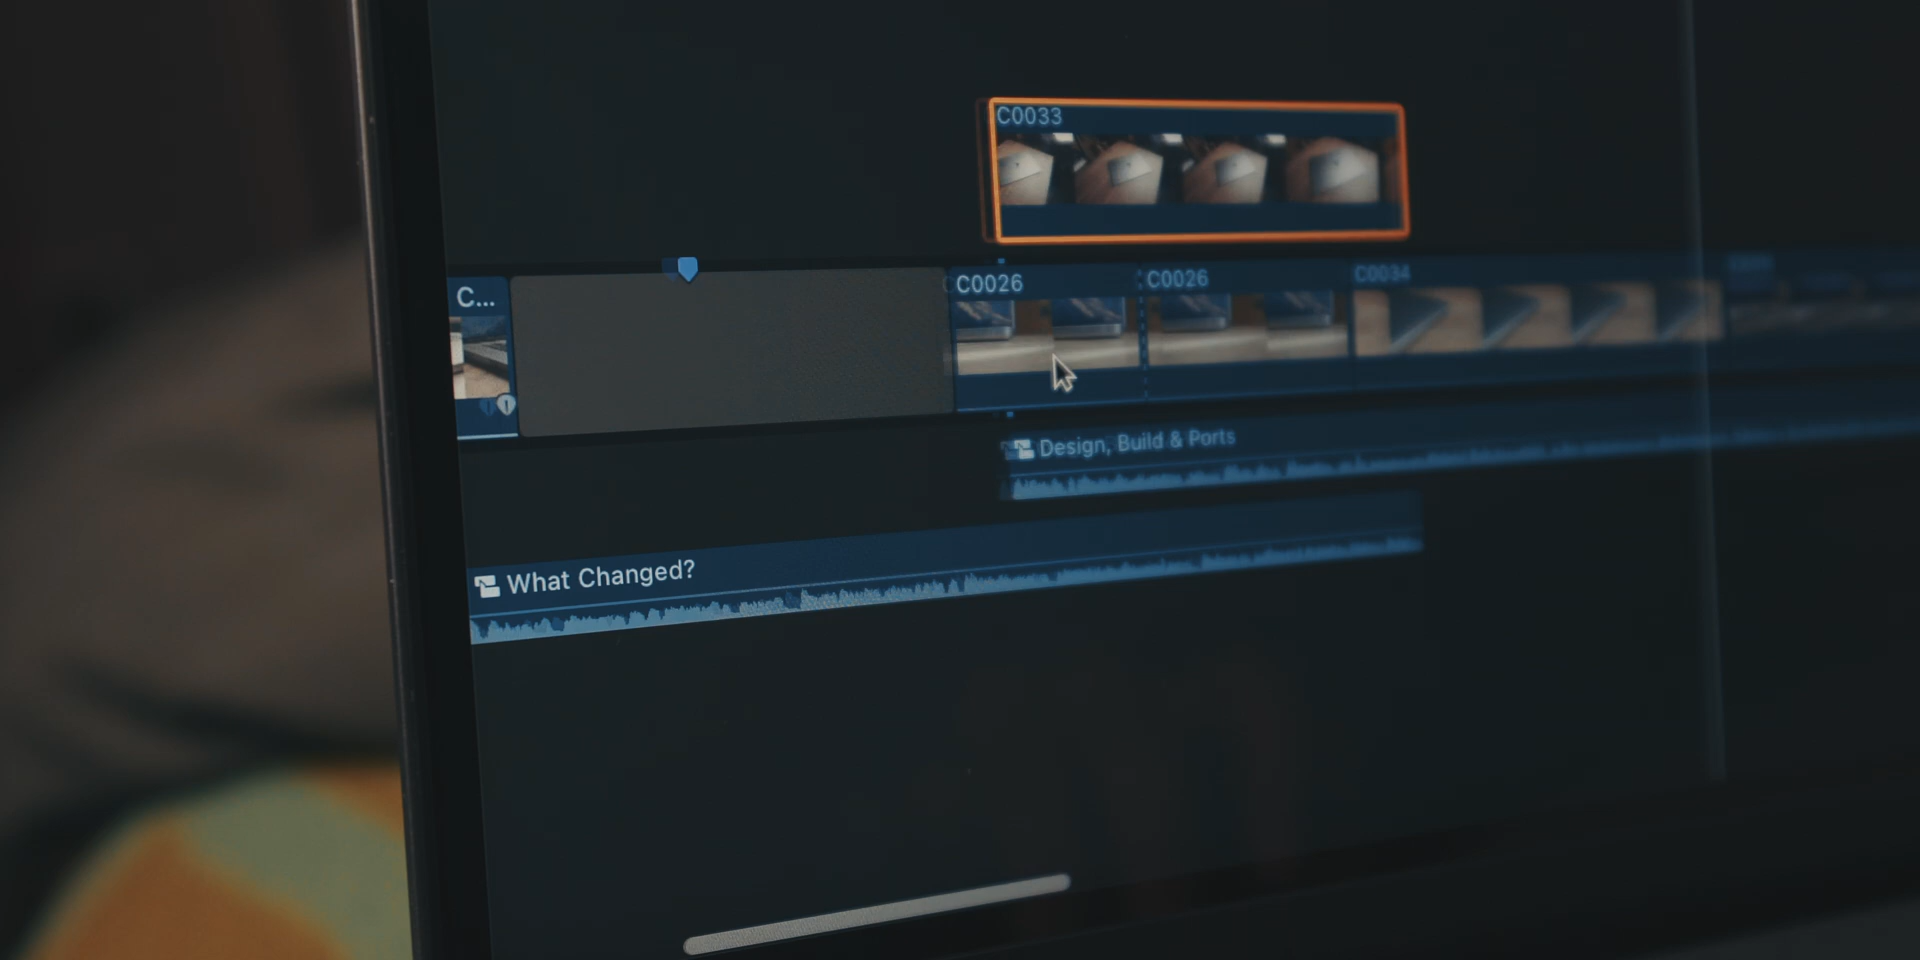 C0033
C...
C0026
C0026
C0034
Design, Build & Ports
What Changed?